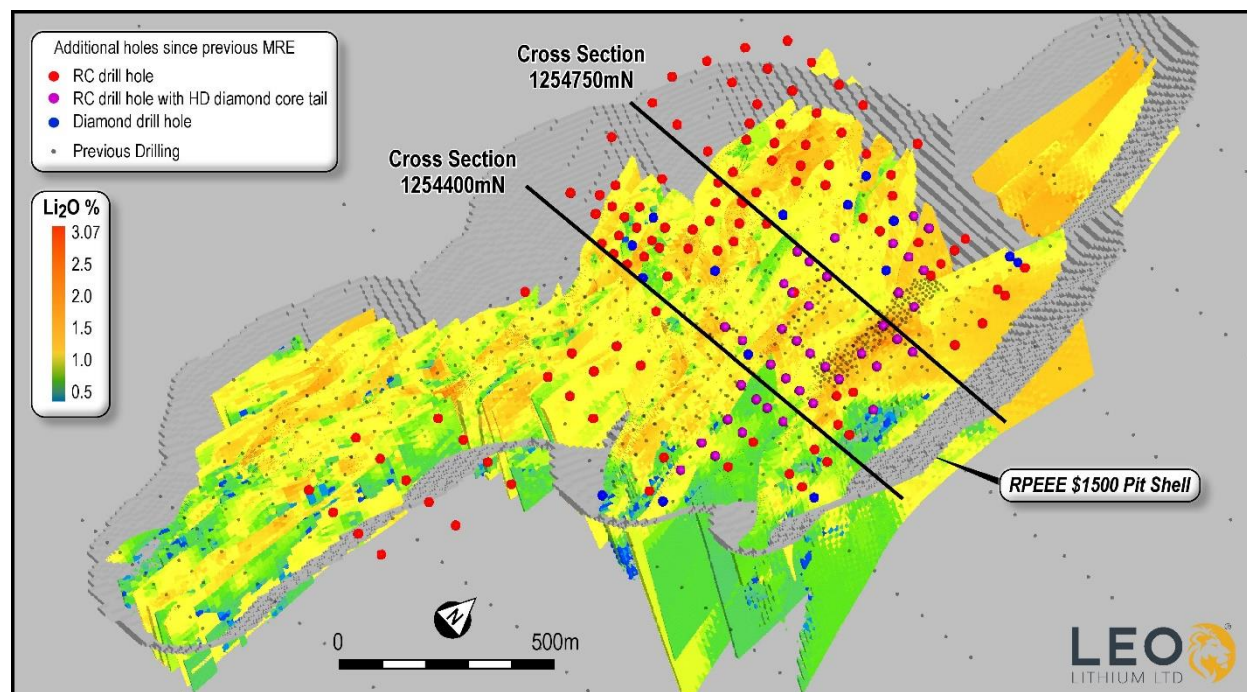 Additional holes since previous MRE
RC drill hole
RC drill hole with HD diamond core tail
Diamond drill hole
Previous Drilling
Li₂O %
3.07
2.0
1.5
1.0
0.5
Cross Section
1254750mN
Cross Section
1254400mN
RPEEE $1500 Pit Shell
N
0 500m
LEO
LITHIUM LTD